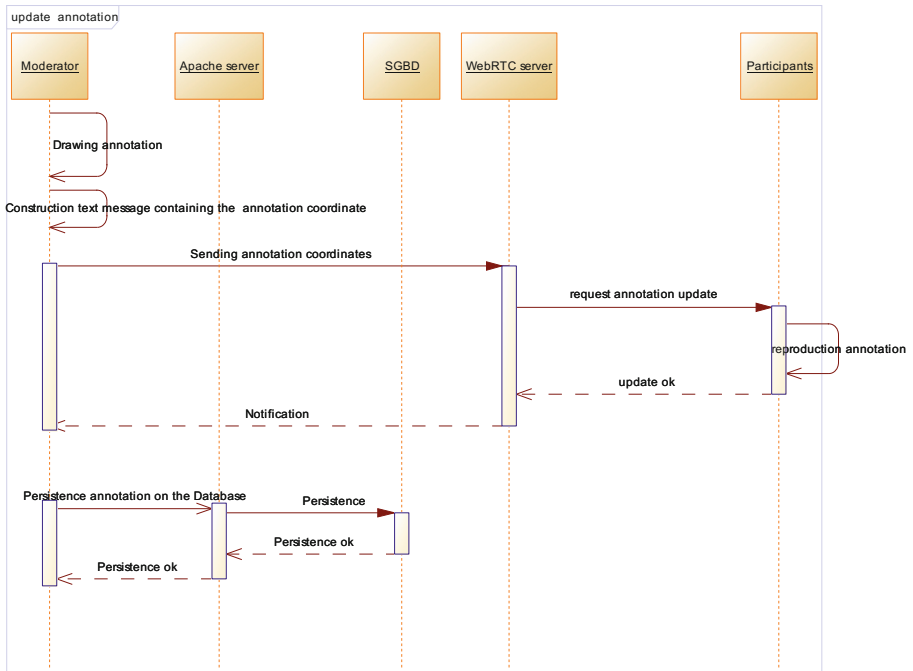 update annotation
Moderator
Apache server
SGBD
WebRTC server
Participants
Drawing annotation
Construction text message containing the annotation coordinate
Sending annotation coordinates
request annotation update
reproduction annotation
update ok
Notification
Persistence annotation on the Database
Persistence
Persistence ok
Persistence ok